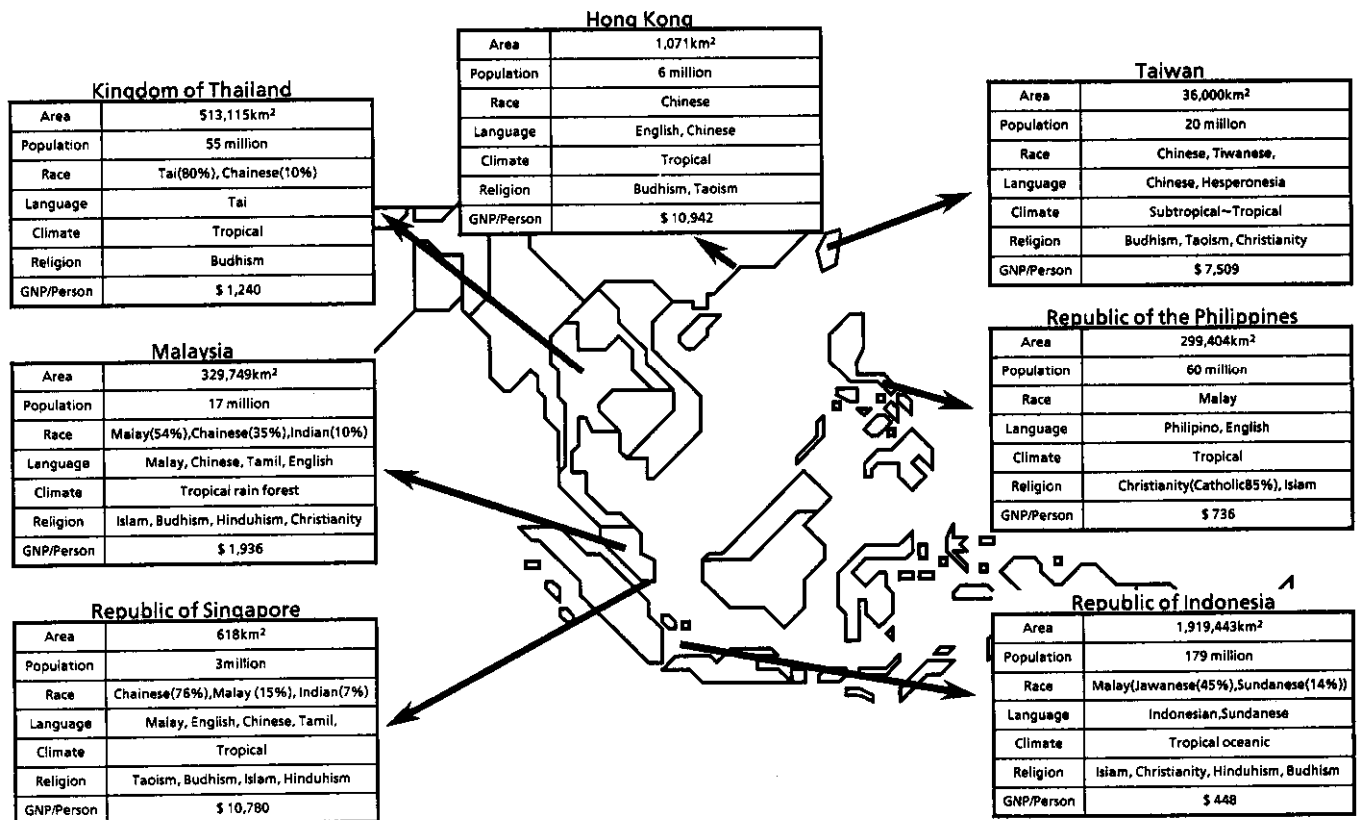 Hong Kong
Area 1,071km²
Population 6 million
Race Chinese
Language English, Chinese
Climate Tropical
Religion Budhism, Taoism
GNP/Person $ 10,942
Kingdom of Thailand
Area 513,115km²
Population 55 million
Race Tai(80%), Chainese(10%)
Language Tai
Climate Tropical
Religion Budhism
GNP/Person $ 1,240
Taiwan
Area 36,000km²
Population 20 million
Race Chinese, Tiwanese,
Language Chinese, Hesperonesia
Climate Subtropical~Tropical
Religion Budhism, Taoism, Christianity
GNP/Person $ 7,509
Malaysia
Area 329,749km²
Population 17 million
Race Malay(54%),Chainese(35%),Indian(10%)
Language Malay, Chinese, Tamil, English
Climate Tropical rain forest
Religion Islam, Budhism, Hinduhism, Christianity
GNP/Person $ 1,936
Republic of the Philippines
Area 299,404km²
Population 60 million
Race Malay
Language Philipino, English
Climate Tropical
Religion Christianity(Catholic85%), Islam
GNP/Person $ 736
Republic of Singapore
Area 618km²
Population 3million
Race Chainese(76%),Malay (15%), Indian(7%)
Language Malay, English, Chinese, Tamil,
Climate Tropical
Religion Taoism, Budhism, Islam, Hinduhism
GNP/Person $ 10,780
Republic of Indonesia
Area 1,919,443km²
Population 179 million
Race Malay(Jawanese(45%),Sundanese(14%))
Language Indonesian,Sundanese
Climate Tropical oceanic
Religion Islam, Christianity, Hinduhism, Budhism
GNP/Person $ 448